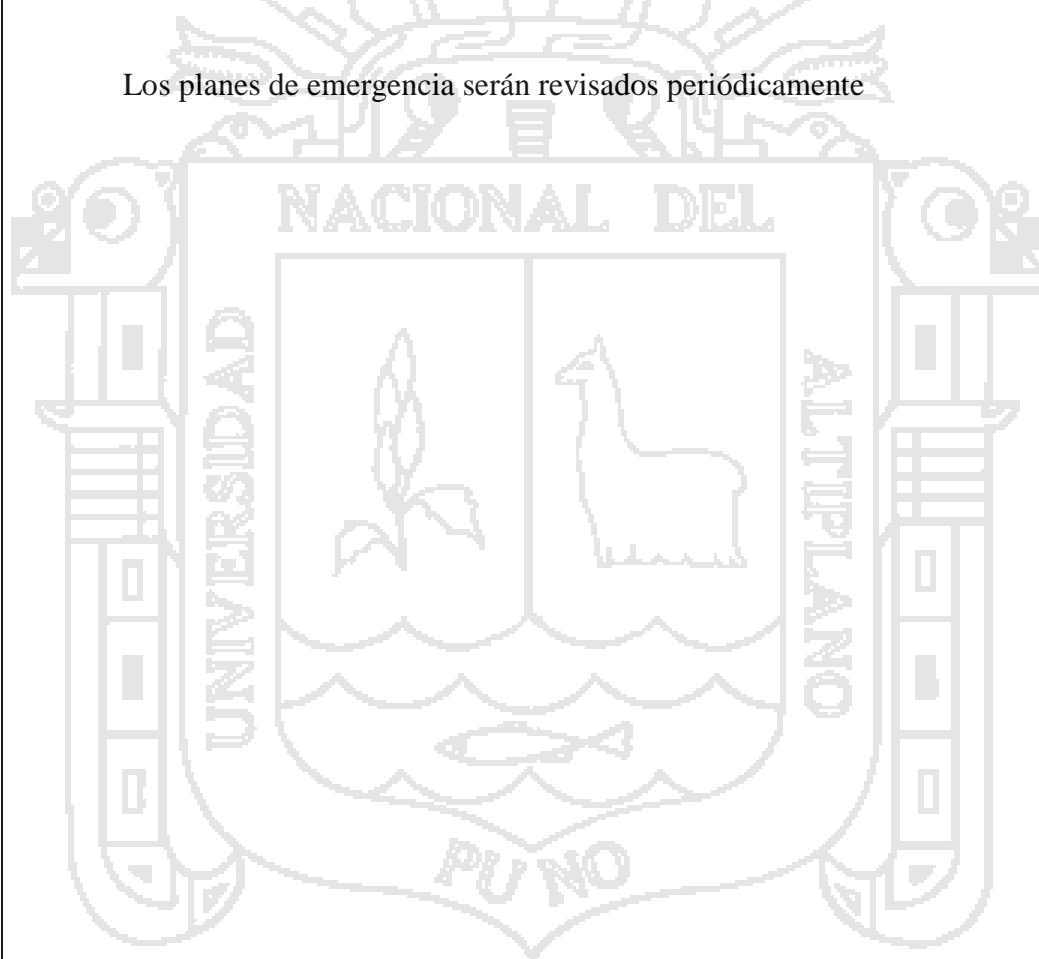 Los planes de emergencia serán revisados periódicamente
NACIONAL DEL
UNIVERSIDAD
ALTIPLANO
PUNO